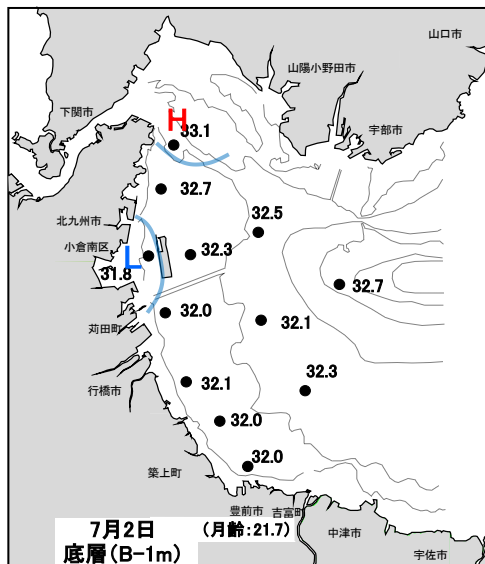 山口市
山陽小野田市
下関市
H
宇部市
33.1
32.7
北九州市
32.5
小倉南区
32.3
L
31.8
32.7
苅田町
32.0
32.1
行橋市
32.1
32.3
32.0
築上町
32.0
豊前市
吉富町
7月2日
(月齢:21.7)
中津市
底層(B-1m)
宇佐市